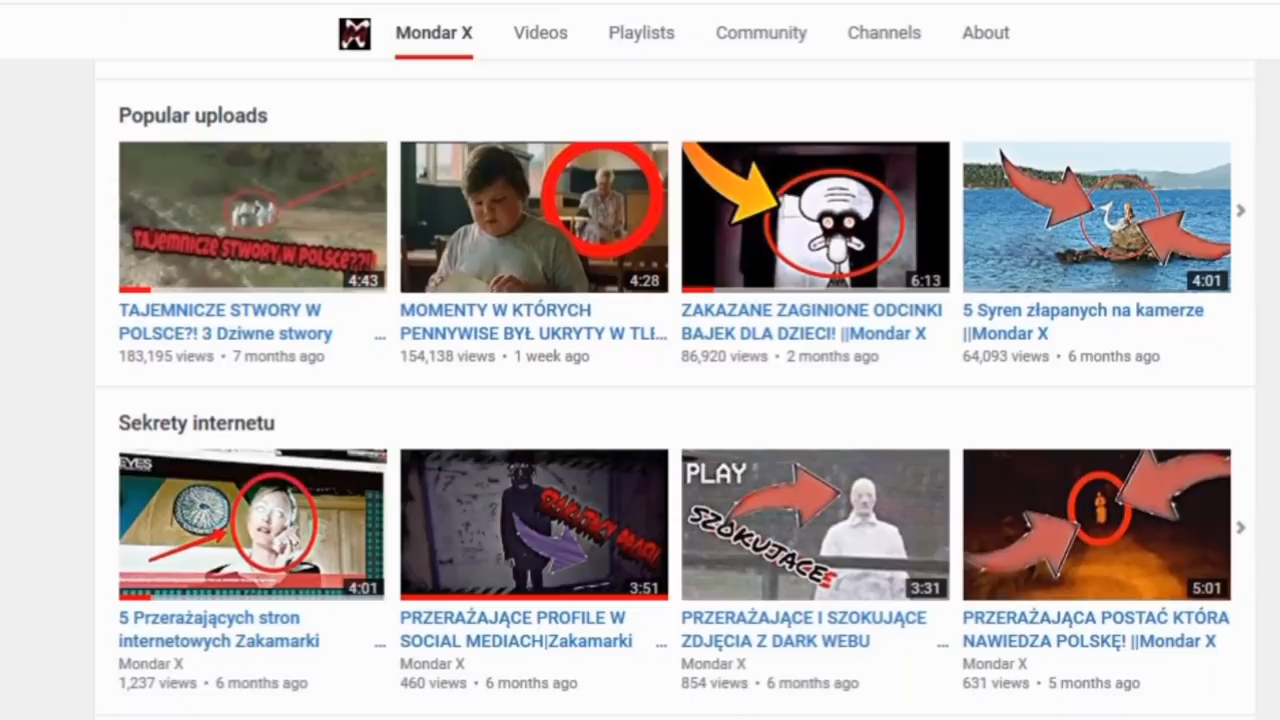 Mondar X Videos Playlists Community Channels About
Popular uploads
TAJEMNICZE STWORY W POLSCE??!
4:43
4:28
6:13
4:01
TAJEMNICZE STWORY W
POLSCE?! 3 Dziwne stwory ...
183,195 views • 7 months ago
MOMENTY W KTÓRYCH
PENNYWISE BYŁ UKRYTY W TLE...
154,138 views • 1 week ago
ZAKAZANE ZAGINIONE ODCINKI
BAJEK DLA DZIECI! ||Mondar X
86,920 views • 2 months ago
5 Syren złapanych na kamerze
||Mondar X
64,093 views • 6 months ago
Sekrety internetu
EYES
4:01
3:51
PLAY
SZOKUJĄCE
3:31
5:01
5 Przerażających stron
internetowych Zakamarki ...
Mondar X
1,237 views • 6 months ago
PRZERAŻAJĄCE PROFILE W
SOCIAL MEDIACH|Zakamarki ...
Mondar X
460 views • 6 months ago
PRZERAŻAJĄCE I SZOKUJĄCE
ZDJĘCIA Z DARK WEBU ...
Mondar X
854 views • 6 months ago
PRZERAŻAJĄCA POSTAĆ KTÓRA
NAWIEDZA POLSKĘ! ||Mondar X
Mondar X
631 views • 5 months ago